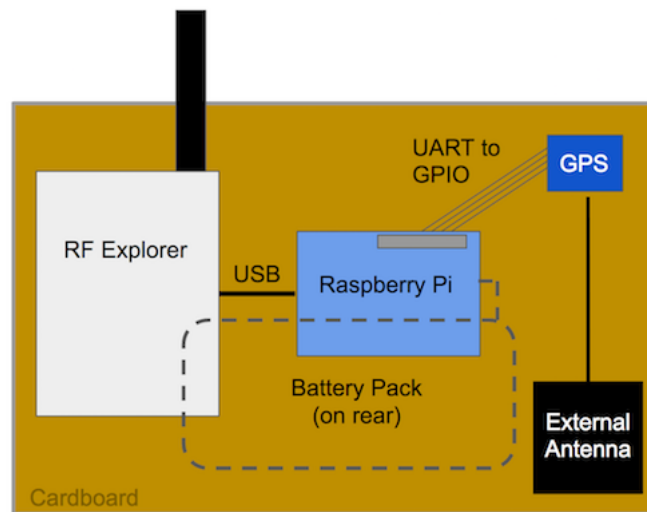 UART to
GPIO
GPS
RF Explorer
USB
Raspberry Pi
Battery Pack
(on rear)
External
Antenna
Cardboard